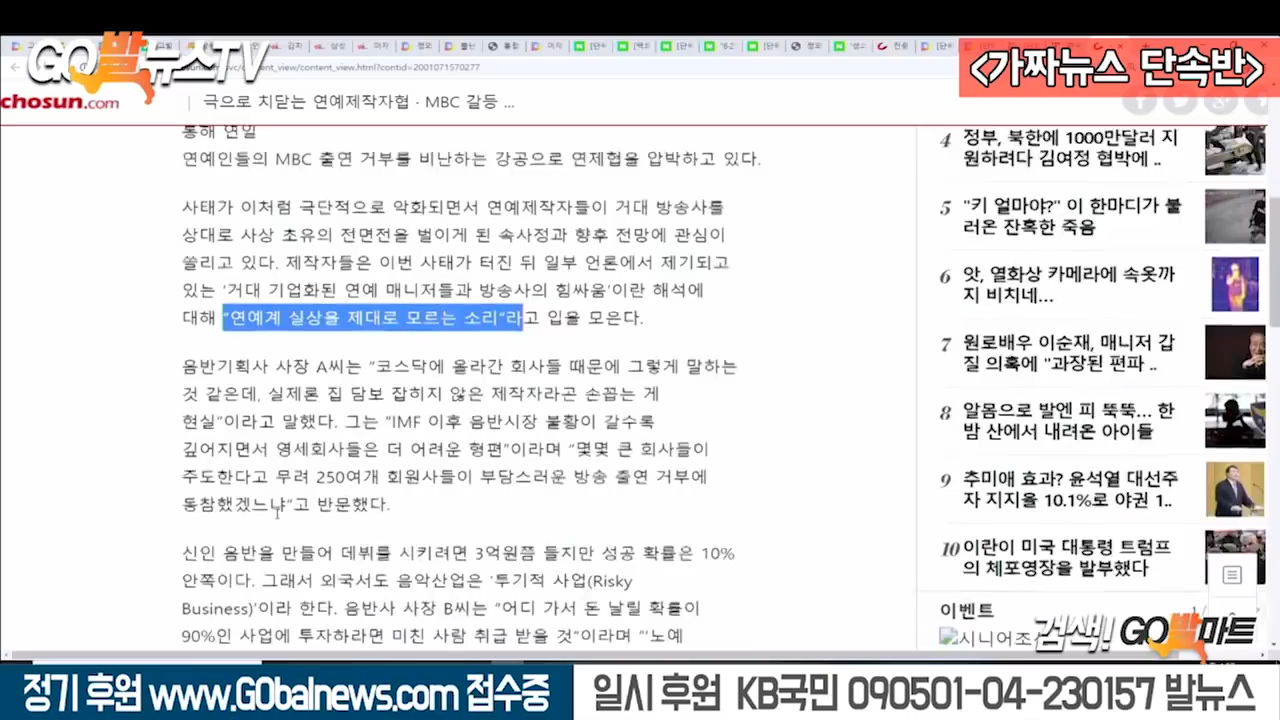 GO발뉴스TV
<가짜뉴스 단속반>
content_view/content_view.html?contid=2001071570277
chosun.com
극으로 치닫는 연예제작자협·MBC 갈등 ...
통해 연일
연예인들의 MBC 출연 거부를 비난하는 강공으로 연제협을 압박하고 있다.
사태가 이처럼 극단적으로 악화되면서 연예제작자들이 거대 방송사를
상대로 사상 초유의 전면전을 벌이게 된 속사정과 향후 전망에 관심이
쏠리고 있다. 제작자들은 이번 사태가 터진 뒤 일부 언론에서 제기되고
있는 '거대 기업화된 연예 매니저들과 방송사의 힘싸움'이란 해석에
대해 "연예계 실상을 제대로 모르는 소리"라고 입을 모은다.
음반기획사 사장 A씨는 "코스닥에 올라간 회사들 때문에 그렇게 말하는
것 같은데, 실제론 집 담보 잡히지 않은 제작자라곤 손꼽는 게
현실"이라고 말했다. 그는 "IMF 이후 음반시장 불황이 갈수록
깊어지면서 영세회사들은 더 어려운 형편"이라며 "몇몇 큰 회사들이
주도한다고 무려 250여개 회원사들이 부담스러운 방송 출연 거부에
동참했겠느냐"고 반문했다.
신인 음반을 만들어 데뷔를 시키려면 3억원쯤 들지만 성공 확률은 10%
안쪽이다. 그래서 외국서도 음악산업은 '투기적 사업(Risky
Business)'이라 한다. 음반사 사장 B씨는 "어디 가서 돈 날릴 확률이
90%인 사업에 투자하라면 미친 사람 취급 받을 것"이라며 "'노예
4 정부, 북한에 1000만달러 지
원하려다 김여정 협박에 ..
5 "키 얼마야?" 이 한마디가 불
러온 잔혹한 죽음
6 앗, 열화상 카메라에 속옷까
지 비치네...
7 원로배우 이순재, 매니저 갑
질 의혹에 "과장된 편파 ..
8 알몸으로 발엔 피 뚝뚝... 한
밤 산에서 내려온 아이들
9 추미애 효과? 윤석열 대선주
자 지지율 10.1%로 야권 1..
10 이란이 미국 대통령 트럼프
의 체포영장을 발부했다
이벤트
시니어조선
검색! GO발마트
정기 후원 www.GObalnews.com 접수중
일시 후원 KB국민 090501-04-230157 발뉴스